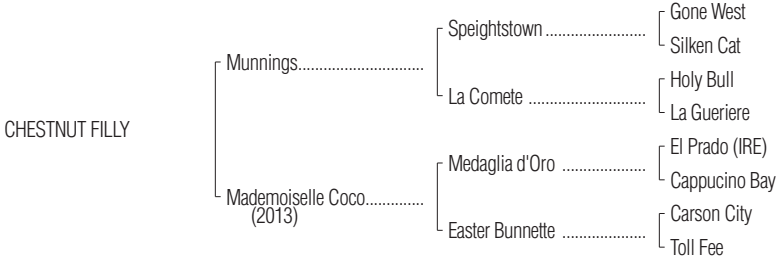 Gone West
Speightstown
Silken Cat
Munnings
Holy Bull
La Comete
La Gueriere
CHESTNUT FILLY
El Prado (IRE)
Medaglia d'Oro
Cappucino Bay
Mademoiselle Coco
(2013)
Carson City
Easter Bunnette
Toll Fee